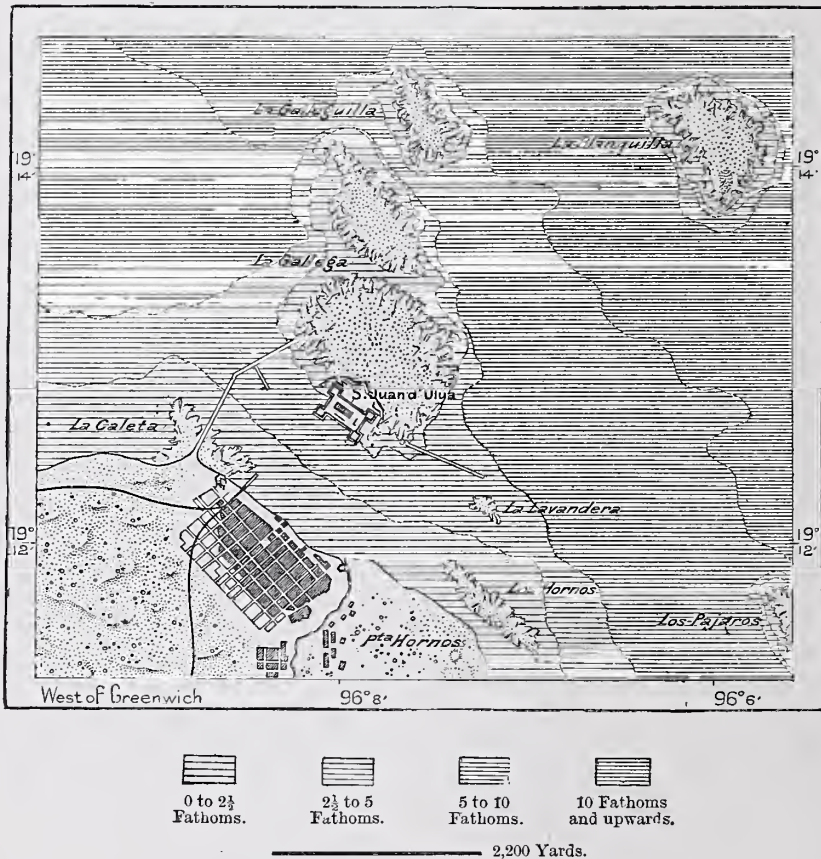 La Galleguilla
La Blanquilla
19°
14'
19°
14'
La Gallega
S. Juan d'Ulua
La Caleta
La Lavandera
19°
12'
19°
12'
Hornos
Los Pajaros
pta Hornos
West of Greenwich
96°8'
96°6'
0 to 2½
Fathoms.
2½ to 5
Fathoms.
5 to 10
Fathoms.
10 Fathoms
and upwards.
2,200 Yards.